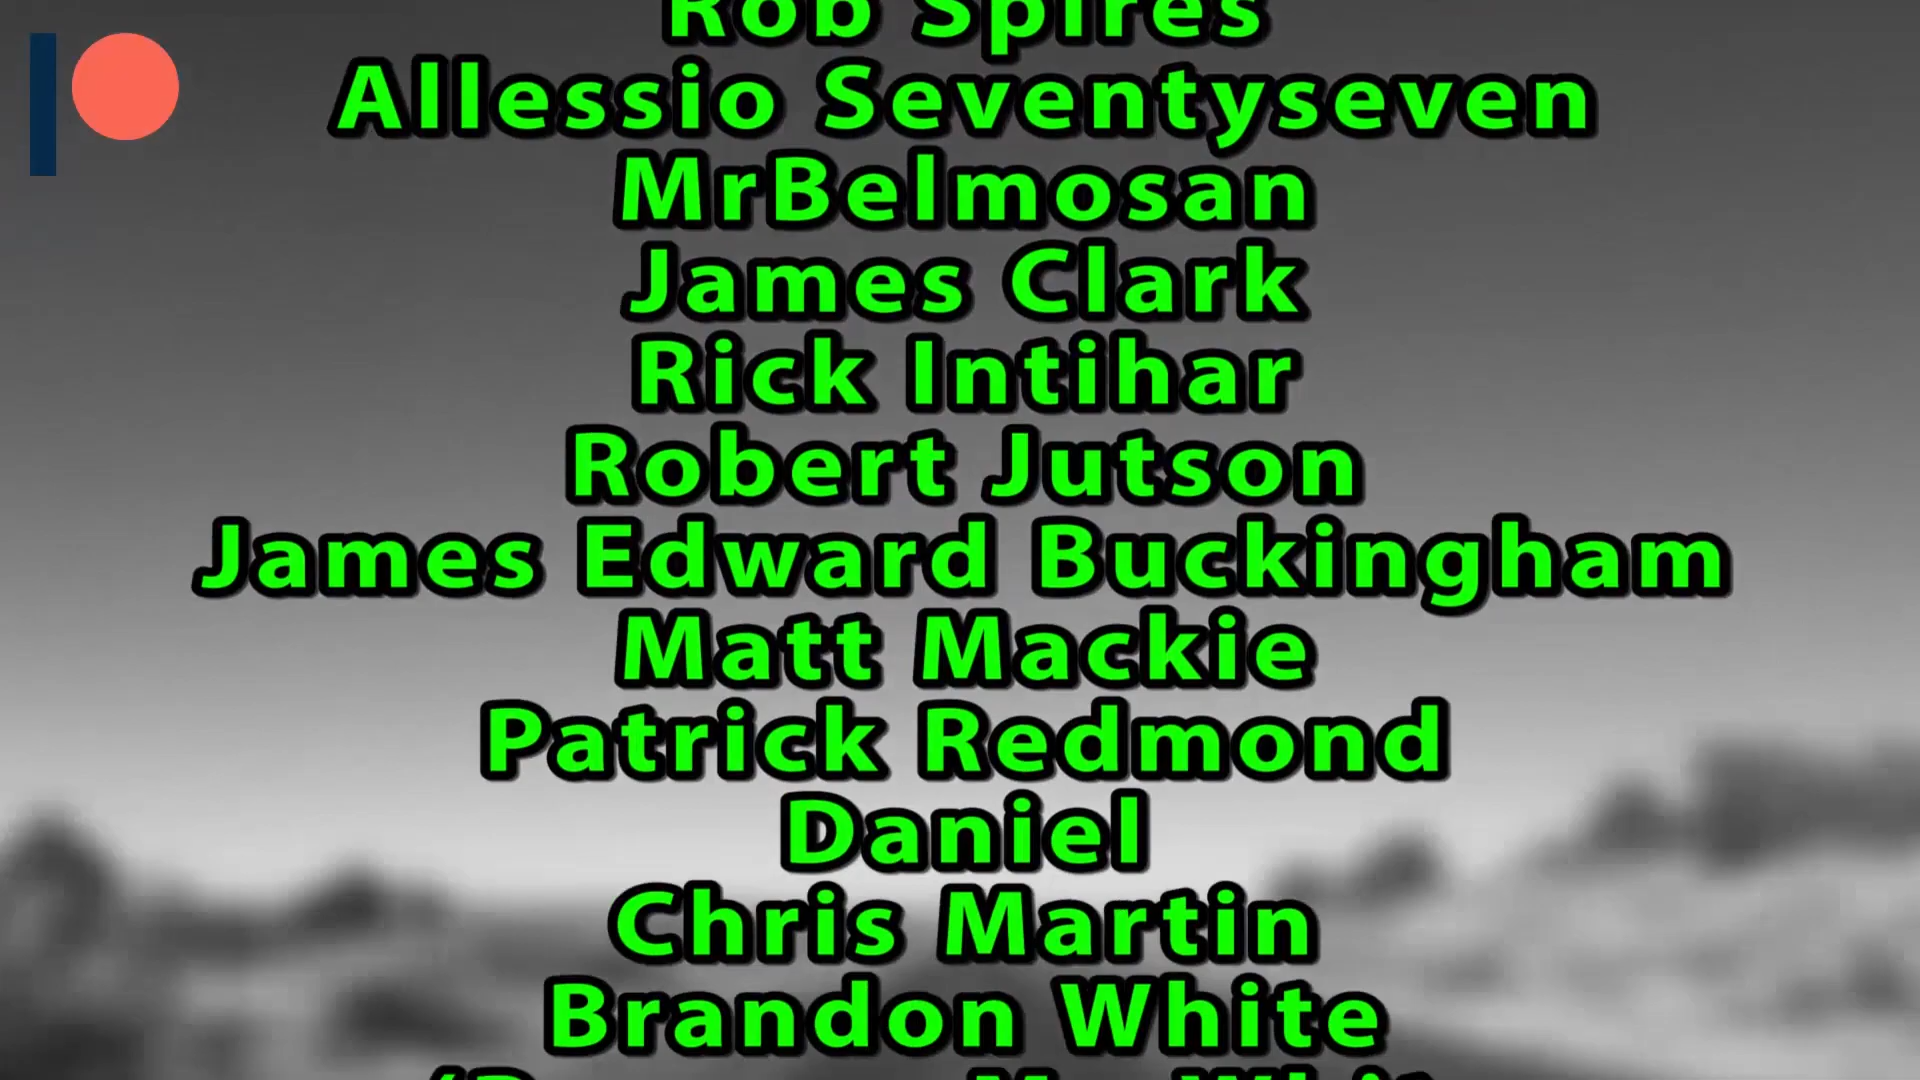 Rob Spires
Allessio Seventyseven
MrBelmosan
James Clark
Rick Intihar
Robert Jutson
James Edward Buckingham
Matt Mackie
Patrick Redmond
Daniel
Chris Martin
Brandon White